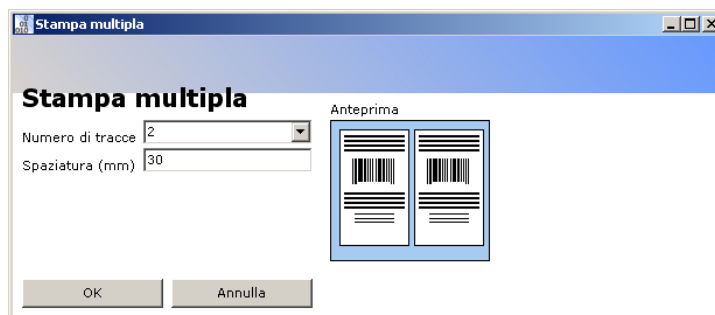 Stampa multipla
Stampa multipla
Numero di tracce 2
Spaziatura (mm) 30
Anteprima
OK Annulla